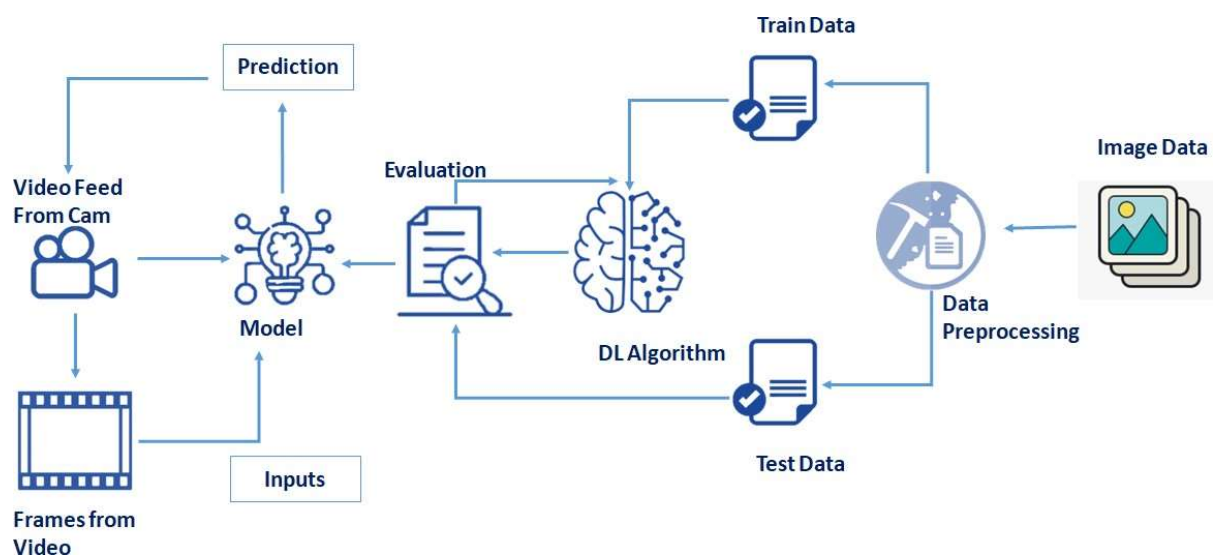 Train Data
Prediction
Image Data
Evaluation
Video Feed
From Cam
Model
DL Algorithm
Data
Preprocessing
Inputs
Test Data
Frames from
Video